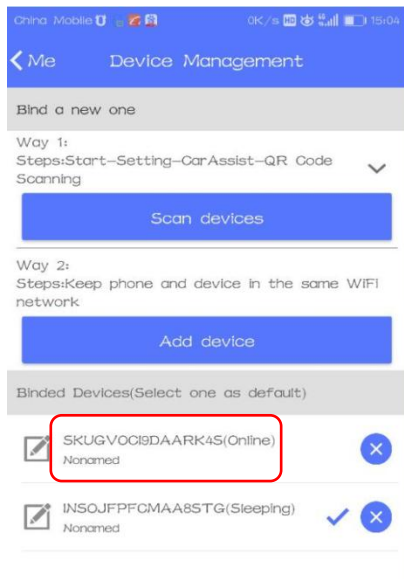 China Mobile 0K/s HD 15:04
Me Device Management
Bind a new one
Way 1:
Steps:Start-Setting-CarAssist-QR Code
Scanning
Scan devices
Way 2:
Steps:Keep phone and device in the same WiFi
network
Add device
Binded Devices(Select one as default)
SKUGVOCI9DAARK4S(Online)
Nonamed
INSOJFPFCMAA8STG(Sleeping)
Nonamed